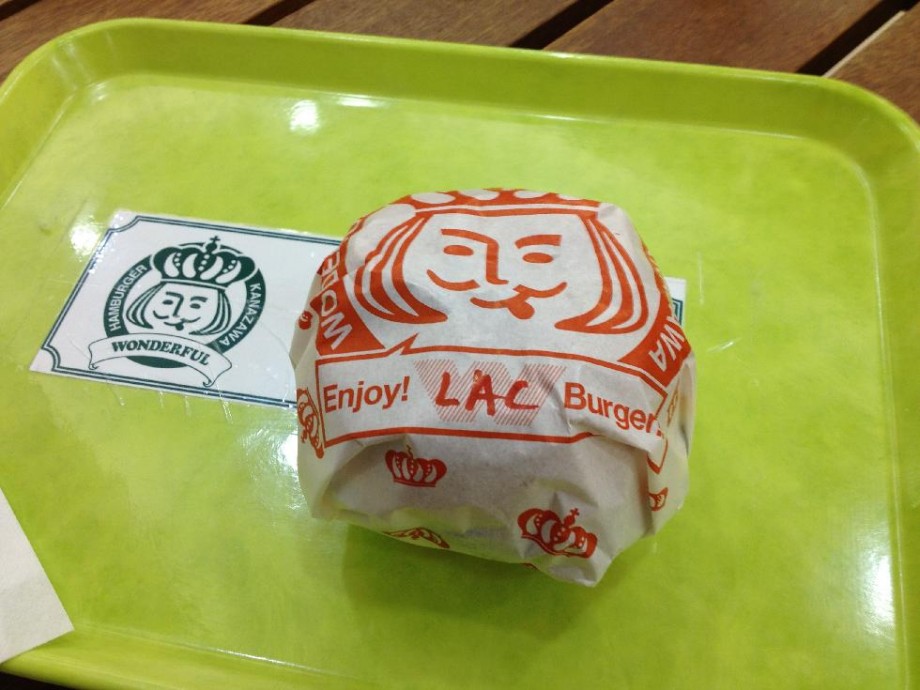 HAMBURGER KANAZAWA
WONDERFUL
Enjoy! LAC Burger.